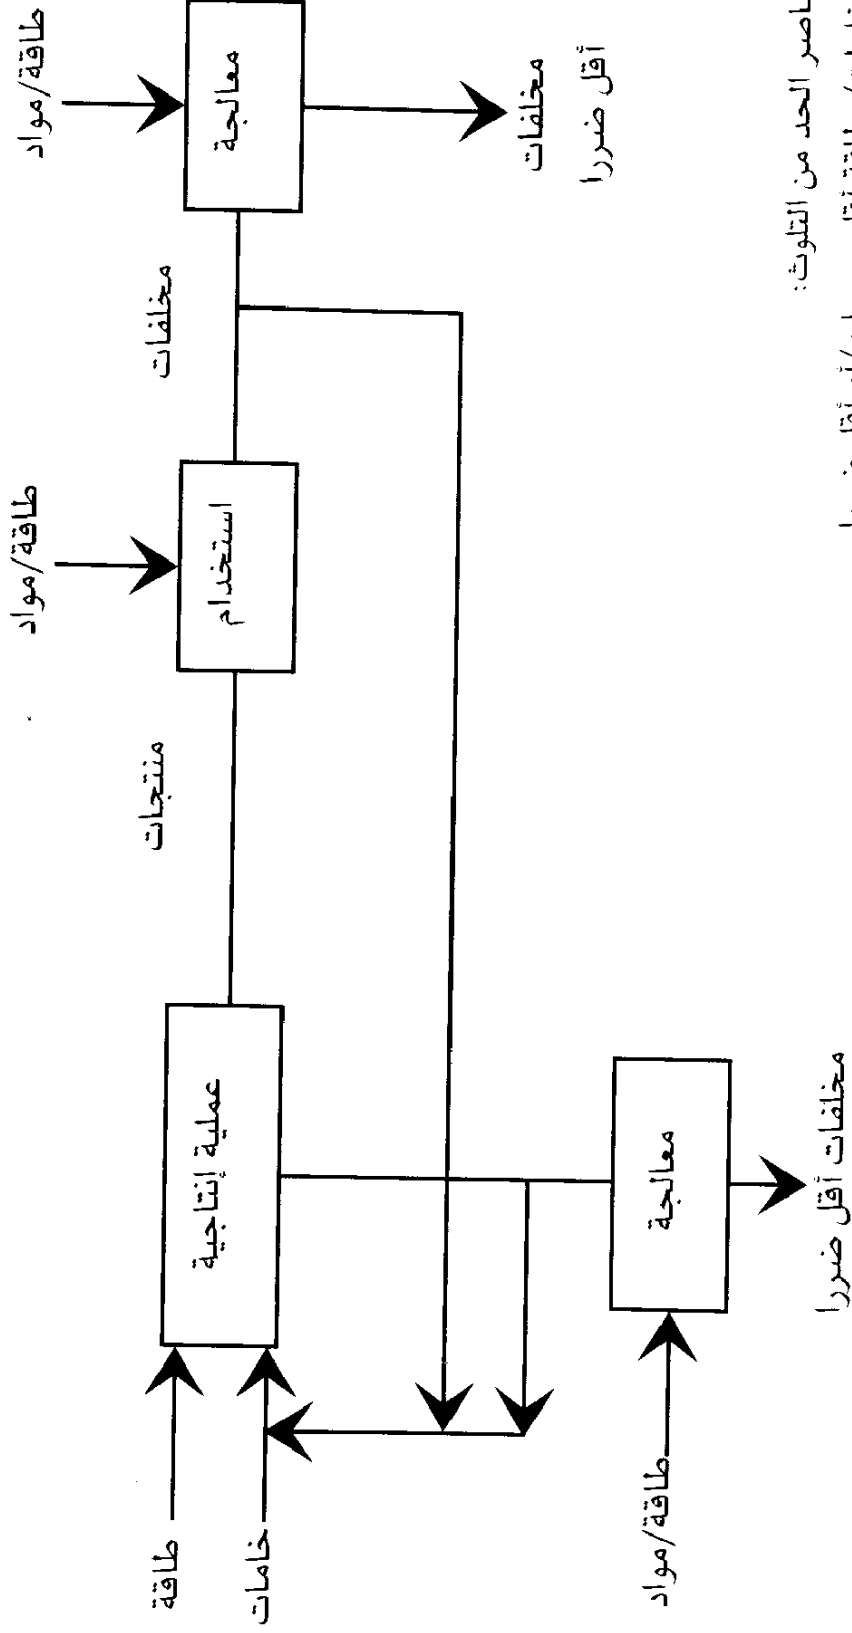 طاقة/مواد
طاقة/مواد
معالجة
مخلفات
استخدام
منتجات
عملية إنتاجية
طاقة
خامات
مخلفات
أقل ضررا
معالجة
طاقة/مواد
مخلفات أقل ضررا
الحد من التلوث: